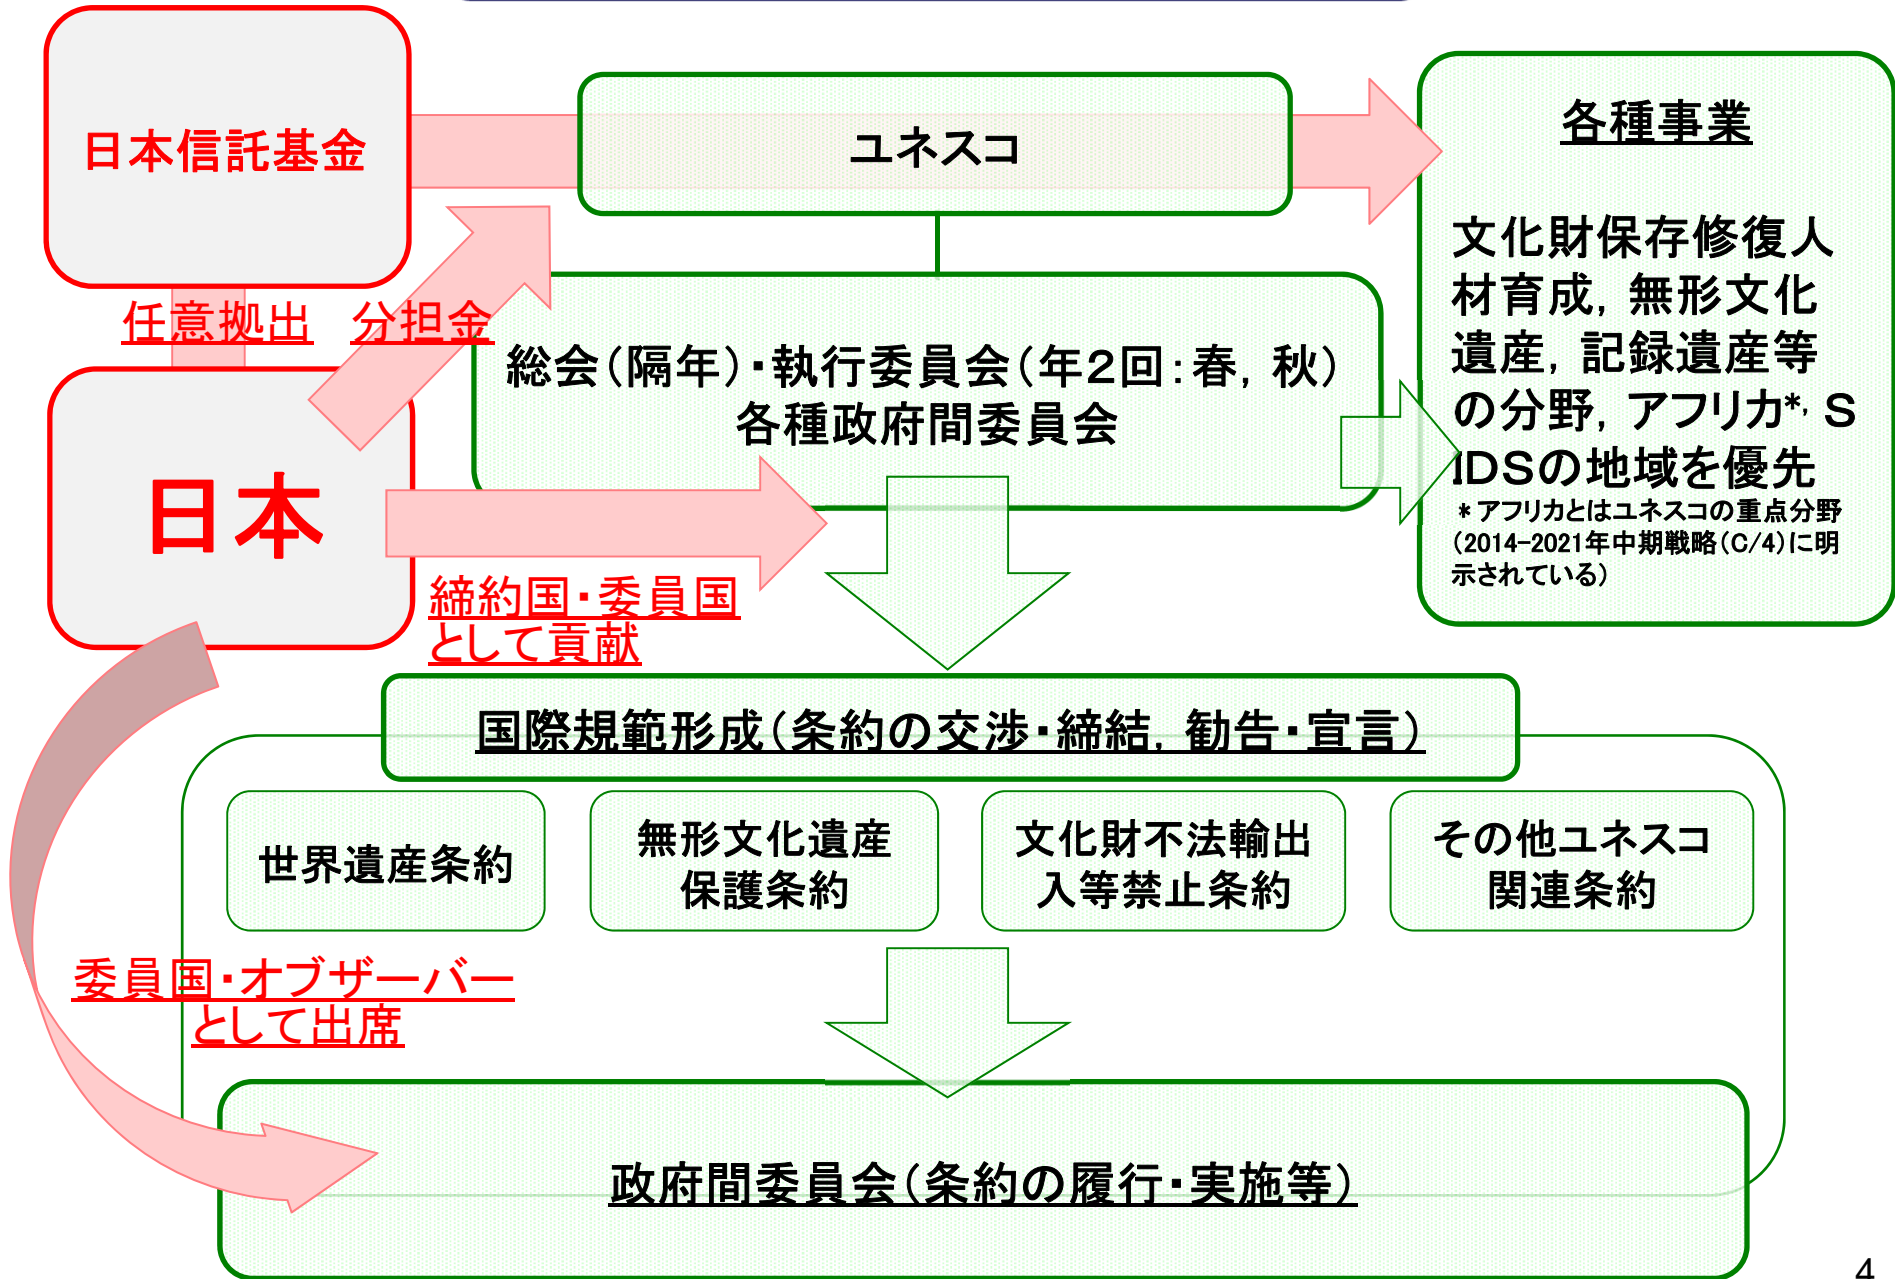 日本信託基金
ユネスコ
各種事業
文化財保存修復人
材育成，無形文化
遺産，記録遺産等
の分野，アフリカ*，Ｓ
ＩＤＳの地域を優先
＊アフリカとはユネスコの重点分野
（2014-2021年中期戦略（C/4）に明
示されている）
任意拠出
分担金
総会（隔年）・執行委員会（年２回：春，秋）
各種政府間委員会
日本
締約国・委員国
として貢献
国際規範形成（条約の交渉・締結，勧告・宣言）
世界遺産条約
無形文化遺産
保護条約
文化財不法輸出
入等禁止条約
その他ユネスコ
関連条約
委員国・オブザーバー
として出席
政府間委員会（条約の履行・実施等）
4